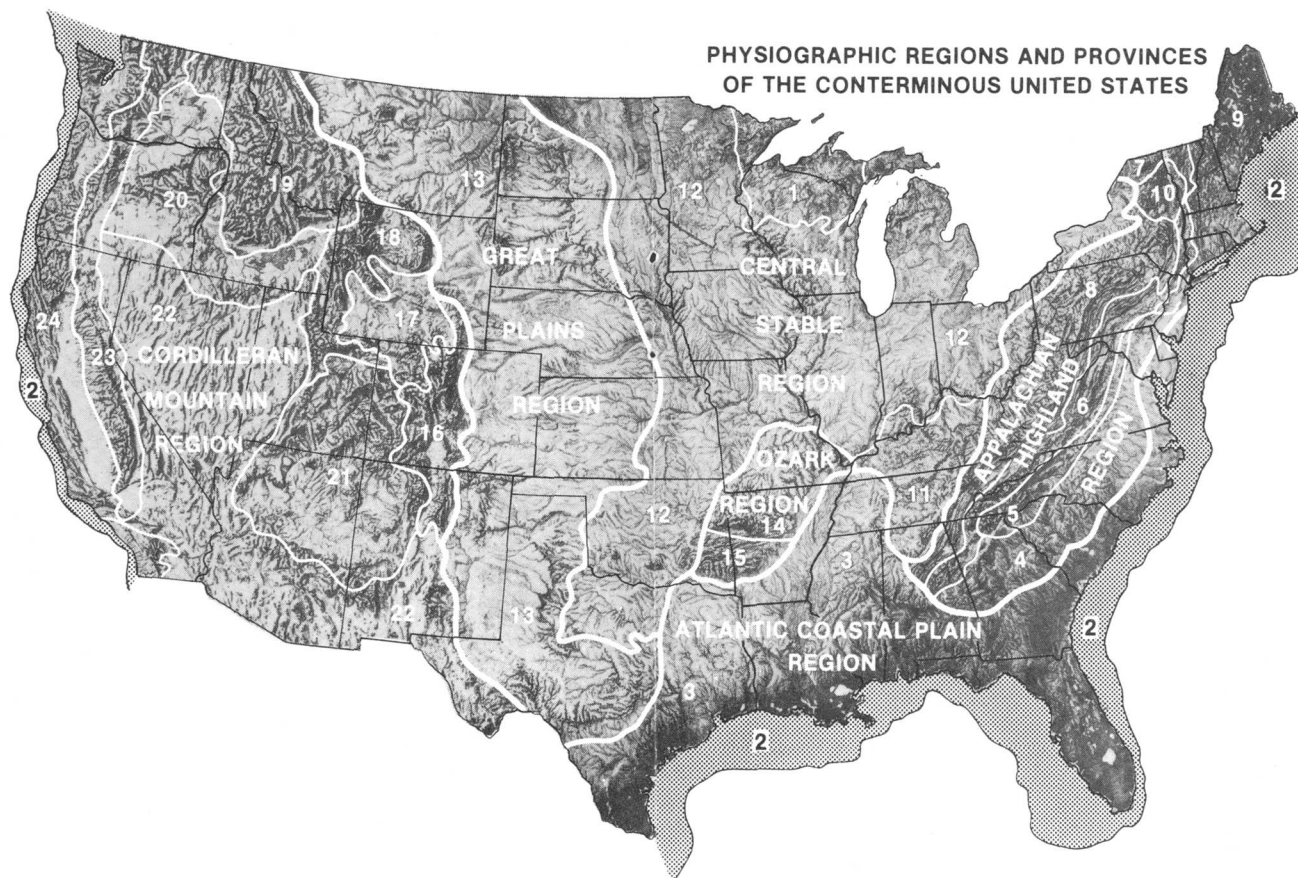 PHYSIOGRAPHIC REGIONS AND PROVINCES
OF THE CONTERMINOUS UNITED STATES
9
7
10
2
1
12
13
19
20
18
GREAT
CENTRAL
8
24
22
17
PLAINS
STABLE
12
23
CORDILLERAN
2
MOUNTAIN
REGION
REGION
REGION
16
APPALACHIAN
HIGHLAND
REGION
6
OZARK
REGION
21
12
14
11
5
15
3
4
22
13
ATLANTIC COASTAL PLAIN
REGION
2
3
2